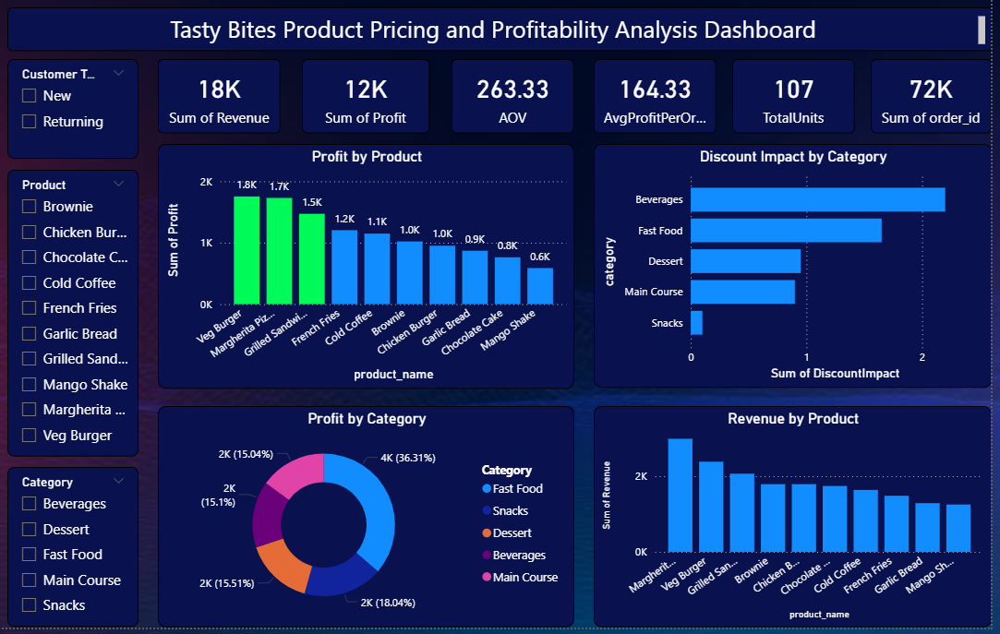 Tasty Bites Product Pricing and Profitability Analysis Dashboard
Customer T...
New
Returning
18K
Sum of Revenue
12K
Sum of Profit
263.33
AOV
164.33
AvgProfitPerOr...
107
TotalUnits
72K
Sum of order_id
Product
Brownie
Chicken Bur...
Chocolate C...
Cold Coffee
French Fries
Garlic Bread
Grilled Sand...
Mango Shake
Margherita ...
Veg Burger
Profit by Product
Sum of Profit
2K
1K
0K
1.8K
1.7K
1.5K
1.2K
1.1K
1.0K
1.0K
0.9K
0.8K
0.6K
Veg Burger
Margherita Piz...
Grilled Sandwi...
French Fries
Cold Coffee
Brownie
Chicken Burger
Garlic Bread
Chocolate Cake
Mango Shake
product_name
Discount Impact by Category
category
Beverages
Fast Food
Dessert
Main Course
Snacks
0
1
2
Sum of DiscountImpact
Category
Beverages
Dessert
Fast Food
Main Course
Snacks
Profit by Category
2K (15.04%)
4K (36.31%)
2K
(15.1%)
2K (15.51%)
2K (18.04%)
Category
Fast Food
Snacks
Dessert
Beverages
Main Course
Revenue by Product
Sum of Revenue
2K
0K
Margherit...
Veg Burger
Grilled San...
Brownie
Chicken B...
Chocolate ...
Cold Coffee
French Fries
Garlic Bread
Mango Sh...
product_name